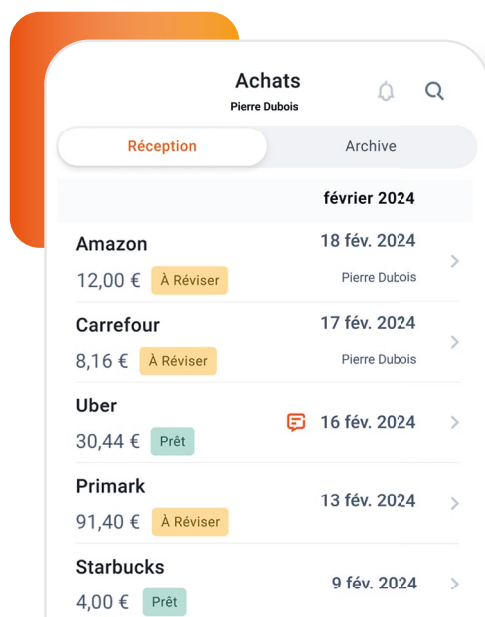 Achats
Pierre Dubois
Réception Archive
février 2024
Amazon 18 fév. 2024
12,00 € À Réviser Pierre Dubois
Carrefour 17 fév. 2024
8,16 € À Réviser Pierre Dubois
Uber 16 fév. 2024
30,44 € Prêt
Primark 13 fév. 2024
91,40 € À Réviser
Starbucks 9 fév. 2024
4,00 € Prêt